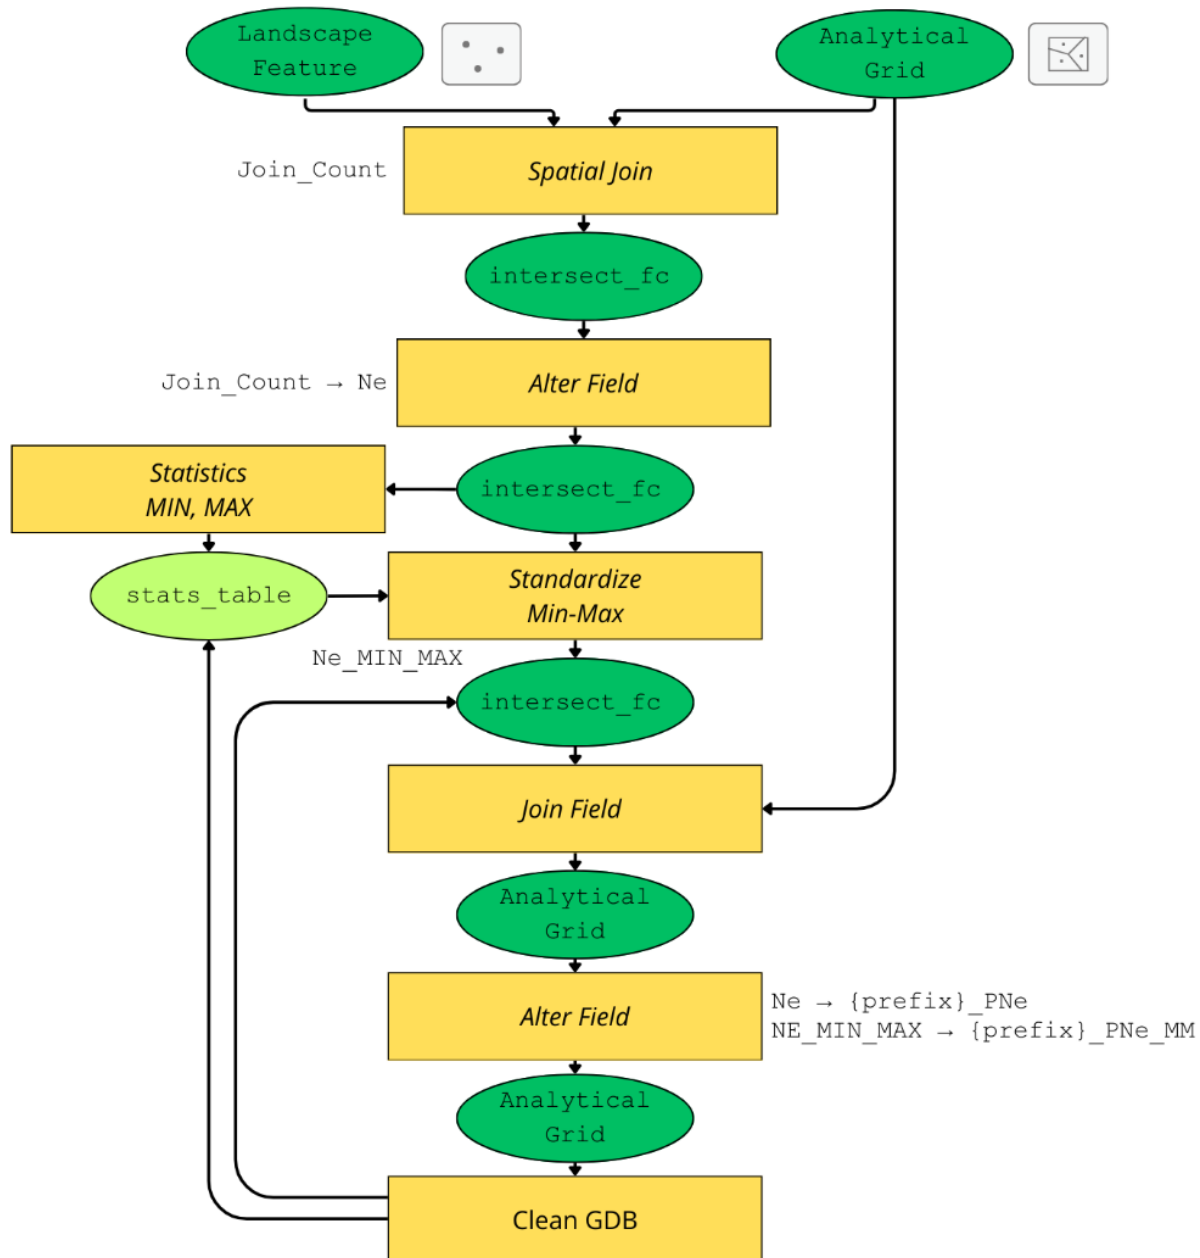 Landscape
Feature
Analytical
Grid
Join_Count
Spatial Join
intersect_fc
Join_Count → Ne
Alter Field
Statistics
MIN, MAX
intersect_fc
stats_table
Standardize
Min-Max
Ne_MIN_MAX
intersect_fc
Join Field
Analytical
Grid
Alter Field
Ne → {prefix}_PNe
NE_MIN_MAX → {prefix}_PNe_MM
Analytical
Grid
Clean GDB